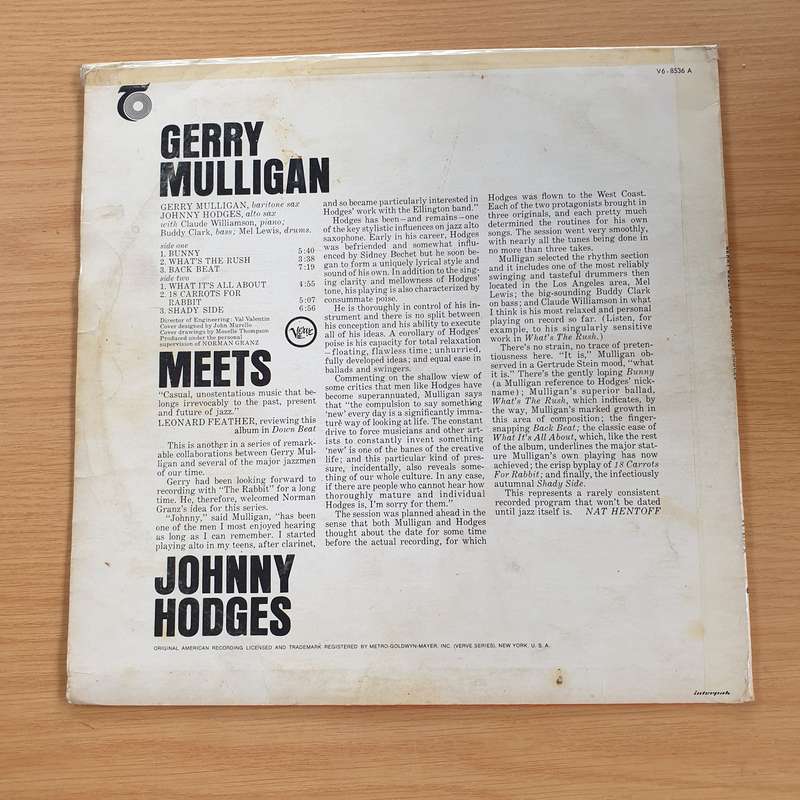 V6-8536 A
GERRY
MULLIGAN
GERRY MULLIGAN, baritone sax
JOHNNY HODGES, alto sax
with Claude Williamson, piano;
Buddy Clark, bass; Mel Lewis, drums.
side one
1. BUNNY 5:40
2. WHAT'S THE RUSH 3:38
3. BACK BEAT 7:19
side two
1. WHAT IT'S ALL ABOUT 4:55
2. 18 CARROTS FOR
RABBIT 5:07
3. SHADY SIDE 6:56
Director of Engineering: Val Valentin
Cover designed by John Murello
Cover drawings by Moselle Thompson
Produced under the personal
supervision of NORMAN GRANZ
Verve
MEETS
"Casual, unostentatious music that be-
longs irrevocably to the past, present
and future of jazz."
LEONARD FEATHER, reviewing this
album in Down Beat
This is another in a series of remark-
able collaborations between Gerry Mul-
ligan and several of the major jazzmen
of our time.
Gerry had been looking forward to
recording with "The Rabbit" for a long
time. He, therefore, welcomed Norman
Granz's idea for this series.
"Johnny," said Mulligan, "has been
one of the men I most enjoyed hearing
as long as I can remember. I started
playing alto in my teens, after clarinet,
and so became particularly interested in
Hodges' work with the Ellington band."
Hodges has been—and remains—one
of the key stylistic influences on jazz alto
saxophone. Early in his career, Hodges
was befriended and somewhat influ-
enced by Sidney Bechet but he soon be-
gan to form a uniquely lyrical style and
sound of his own. In addition to the sing-
ing clarity and mellowness of Hodges'
tone, his playing is also characterized by
consummate poise.
He is thoroughly in control of his in-
strument and there is no split between
his conception and his ability to execute
all of his ideas. A corollary of Hodges'
poise is his capacity for total relaxation
—floating, flawless time; unhurried,
fully developed ideas; and equal ease in
ballads and swingers.
Commenting on the shallow view of
some critics that men like Hodges have
become superannuated, Mulligan says
that "the compulsion to say something
'new' every day is a significantly imma-
ture way of looking at life. The constant
drive to force musicians and other art-
ists to constantly invent something
'new' is one of the banes of the creative
life; and this particular kind of pres-
sure, incidentally, also reveals some-
thing of our whole culture. In any case,
if there are people who cannot hear how
thoroughly mature and individual
Hodges is, I'm sorry for them."
The session was planned ahead in the
sense that both Mulligan and Hodges
thought about the date for some time
before the actual recording, for which
Hodges was flown to the West Coast.
Each of the two protagonists brought in
three originals, and each pretty much
determined the routines for his own
songs. The session went very smoothly,
with nearly all the tunes being done in
no more than three takes.
Mulligan selected the rhythm section
and it includes one of the most reliably
swinging and tasteful drummers then
located in the Los Angeles area, Mel
Lewis; the big-sounding Buddy Clark
on bass; and Claude Williamson in what
I think is his most relaxed and personal
playing on record so far. (Listen, for
example, to his singularly sensitive
work in What's The Rush.)
There's no strain, no trace of preten-
tiousness here. "It is," Mulligan ob-
served in a Gertrude Stein mood, "what
it is." There's the gently loping Bunny
(a Mulligan reference to Hodges' nick-
name); Mulligan's superior ballad,
What's The Rush, which indicates, by
the way, Mulligan's marked growth in
this area of composition; the finger-
snapping Back Beat; the classic ease of
What It's All About, which, like the rest
of the album, underlines the major stat-
ure Mulligan's own playing has now
achieved; the crisp byplay of 18 Carrots
For Rabbit; and finally, the infectiously
autumnal Shady Side.
This represents a rarely consistent
recorded program that won't be dated
until jazz itself is. NAT HENTOFF
JOHNNY
HODGES
ORIGINAL AMERICAN RECORDING LICENSED AND TRADEMARK REGISTERED BY METRO-GOLDWYN-MAYER, INC. (VERVE SERIES), NEW YORK, U. S. A.
interpak